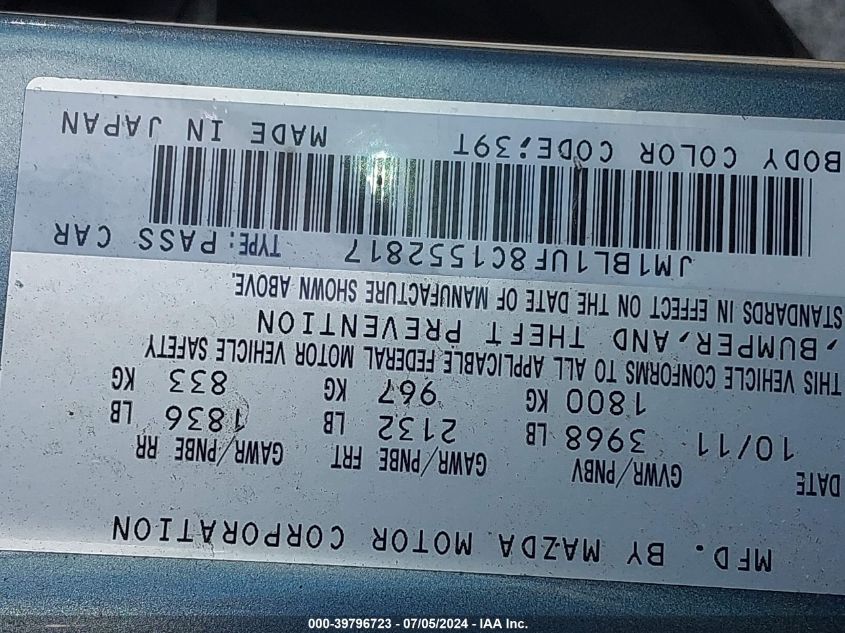 MFD. BY MAZDA MOTOR CORPORATION
DATE GVWR/PNBV GAWR/PNBE FRT GAWR/PNBE RR
10/11 3968 LB 2132 LB 1836 LB
1800 KG 967 KG 833 KG
THIS VEHICLE CONFORMS TO ALL APPLICABLE FEDERAL MOTOR VEHICLE SAFETY
,BUMPER,AND THEFT PREVENTION
STANDARDS IN EFFECT ON THE DATE OF MANUFACTURE SHOWN ABOVE.
JM1BL1UF8C1552817 TYPE:PASS CAR
BODY COLOR CODE;39T MADE IN JAPAN
000-39796723 - 07/05/2024 - IAA Inc.